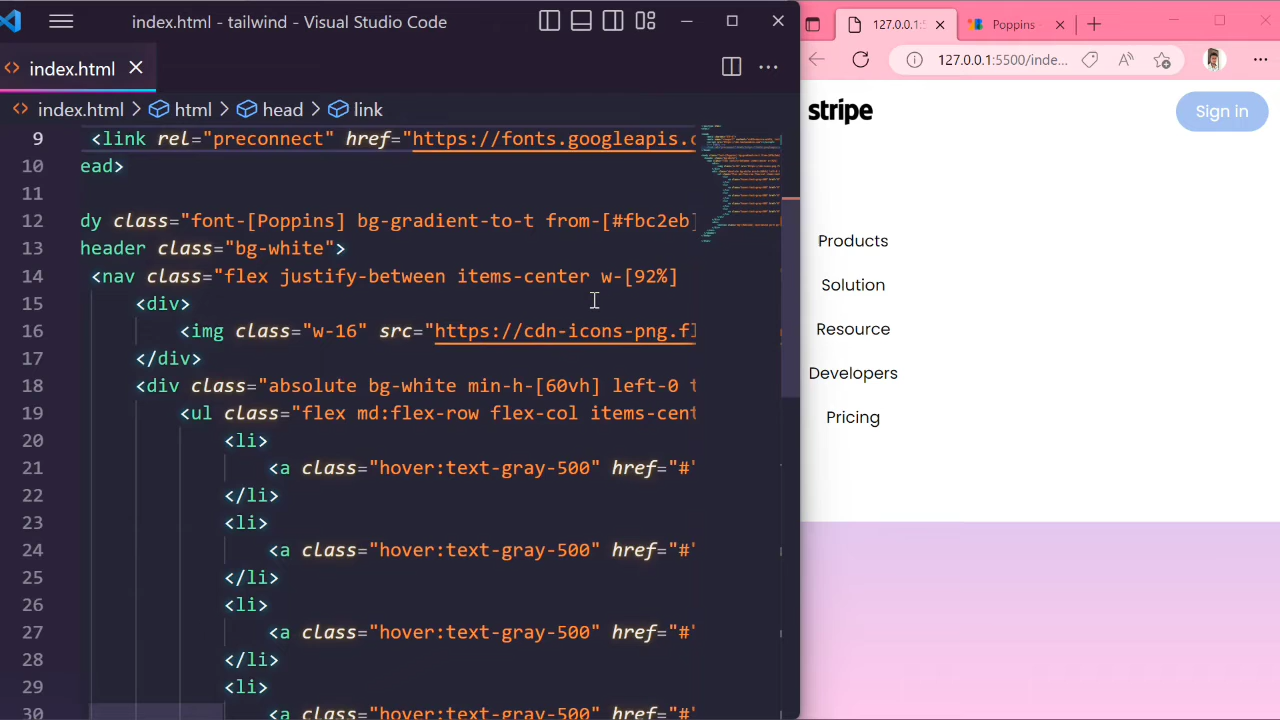 index.html - tailwind - Visual Studio Code
index.html
index.html > html > head > link
9 <link rel="preconnect" href="https://fonts.googleapis.c
10 ead>
11
12 dy class="font-[Poppins] bg-gradient-to-t from-[#fbc2eb]
13 header class="bg-white">
14 <nav class="flex justify-between items-center w-[92%]
15 <div>
16 <img class="w-16" src="https://cdn-icons-png.fl
17 </div>
18 <div class="absolute bg-white min-h-[60vh] left-0 t
19 <ul class="flex md:flex-row flex-col items-cent
20 <li>
21 <a class="hover:text-gray-500" href="#"
22 </li>
23 <li>
24 <a class="hover:text-gray-500" href="#"
25 </li>
26 <li>
27 <a class="hover:text-gray-500" href="#"
28 </li>
29 <li>
30 <a class="hover:text-gray-500" href="#"
127.0.0.1:5
Poppins
127.0.0.1:5500/inde...
stripe
Sign in
Products
Solution
Resource
Developers
Pricing